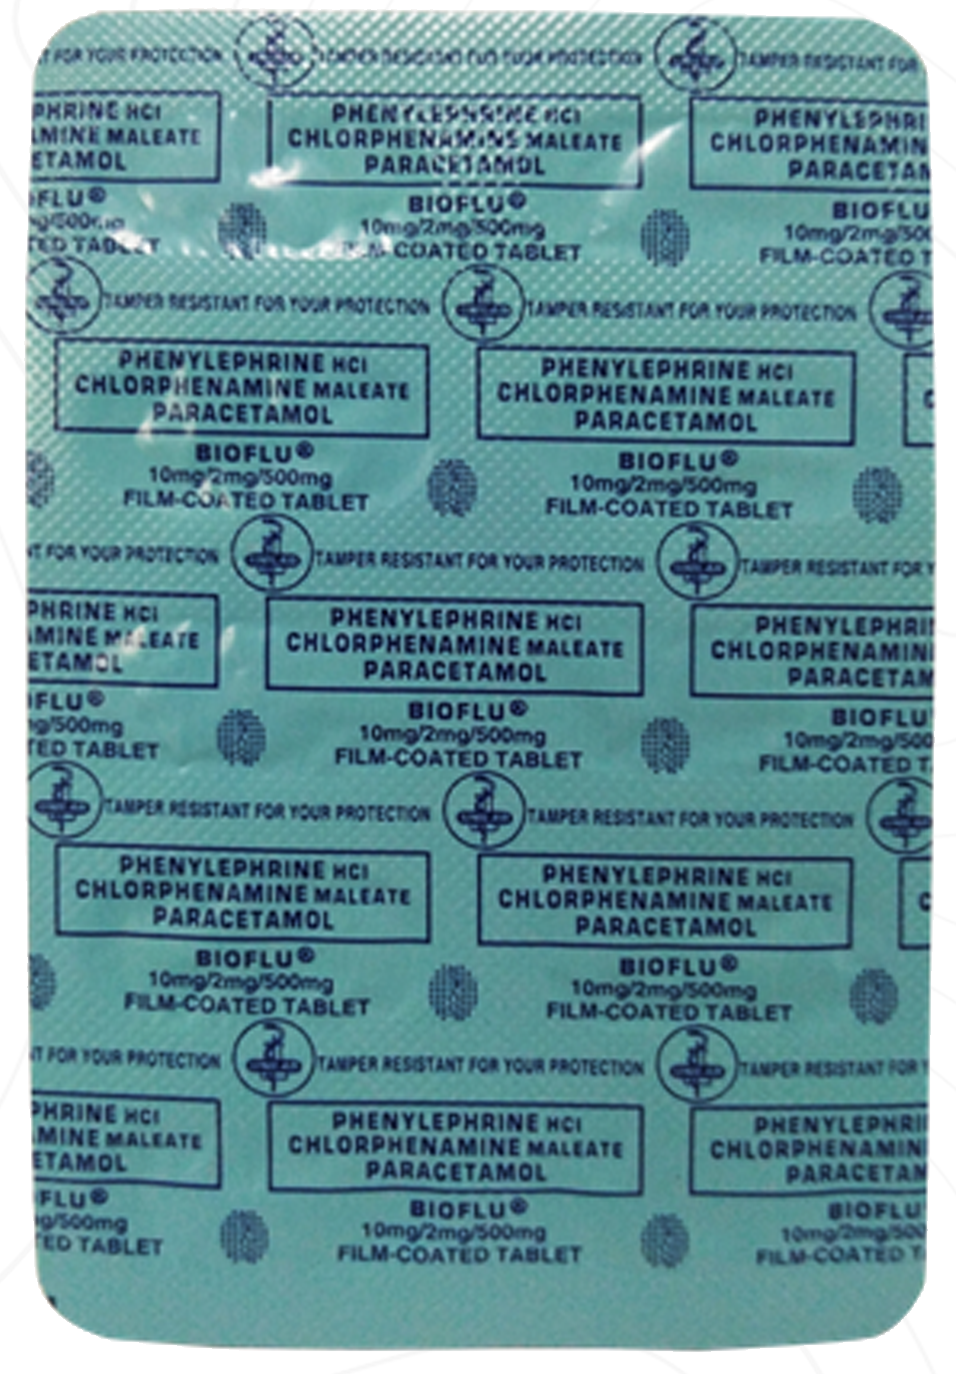 T FOR YOUR PROTECTION TAMPER RESISTANT FOR YOUR PROTECTION TAMPER RESISTANT FOR
PHRINE HCl PHENYLEPHRINE HCl PHENYLEPHRI
AMINE MALEATE CHLORPHENAMINE MALEATE CHLORPHENAMIN
ETAMOL PARACETAMOL PARACETAM
OFLU® BIOFLU® BIOFLU
mg/500mg 10mg/2mg/500mg 10mg/2mg/500
TED TABLET FILM-COATED TABLET FILM-COATED T
TAMPER RESISTANT FOR YOUR PROTECTION TAMPER RESISTANT FOR YOUR PROTECTION
PHENYLEPHRINE HCl PHENYLEPHRINE HCl
CHLORPHENAMINE MALEATE CHLORPHENAMINE MALEATE C
PARACETAMOL PARACETAMOL
BIOFLU® BIOFLU®
10mg/2mg/500mg 10mg/2mg/500mg
FILM-COATED TABLET FILM-COATED TABLET
NT FOR YOUR PROTECTION TAMPER RESISTANT FOR YOUR PROTECTION TAMPER RESISTANT FOR Y
PHRINE HCl PHENYLEPHRINE HCl PHENYLEPHRI
AMINE MALEATE CHLORPHENAMINE MALEATE CHLORPHENAMIN
ETAMOL PARACETAMOL PARACETAM
OFLU® BIOFLU® BIOFLU
mg/500mg 10mg/2mg/500mg 10mg/2mg/500
TED TABLET FILM-COATED TABLET FILM-COATED T
TAMPER RESISTANT FOR YOUR PROTECTION TAMPER RESISTANT FOR YOUR PROTECTION
PHENYLEPHRINE HCl PHENYLEPHRINE HCl
CHLORPHENAMINE MALEATE CHLORPHENAMINE MALEATE C
PARACETAMOL PARACETAMOL
BIOFLU® BIOFLU®
10mg/2mg/500mg 10mg/2mg/500mg
FILM-COATED TABLET FILM-COATED TABLET
NT FOR YOUR PROTECTION TAMPER RESISTANT FOR YOUR PROTECTION TAMPER RESISTANT FOR Y
PHRINE HCl PHENYLEPHRINE HCl PHENYLEPHRI
MINE MALEATE CHLORPHENAMINE MALEATE CHLORPHENAMIN
ETAMOL PARACETAMOL PARACETAM
OFLU® BIOFLU® BIOFLU
g/500mg 10mg/2mg/500mg 10mg/2mg/500
TED TABLET FILM-COATED TABLET FILM-COATED T